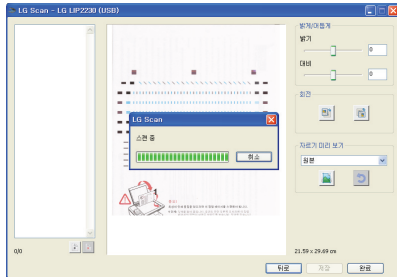 LG Scan - LG LIP2230 (USB)
밝게/어둡게
밝기
0
대비
0
회전
LG Scan
스캔 중
취소
자르기 미리 보기
원본
1
0/0
21.59 x 29.69 cm
뒤로
저장
완료